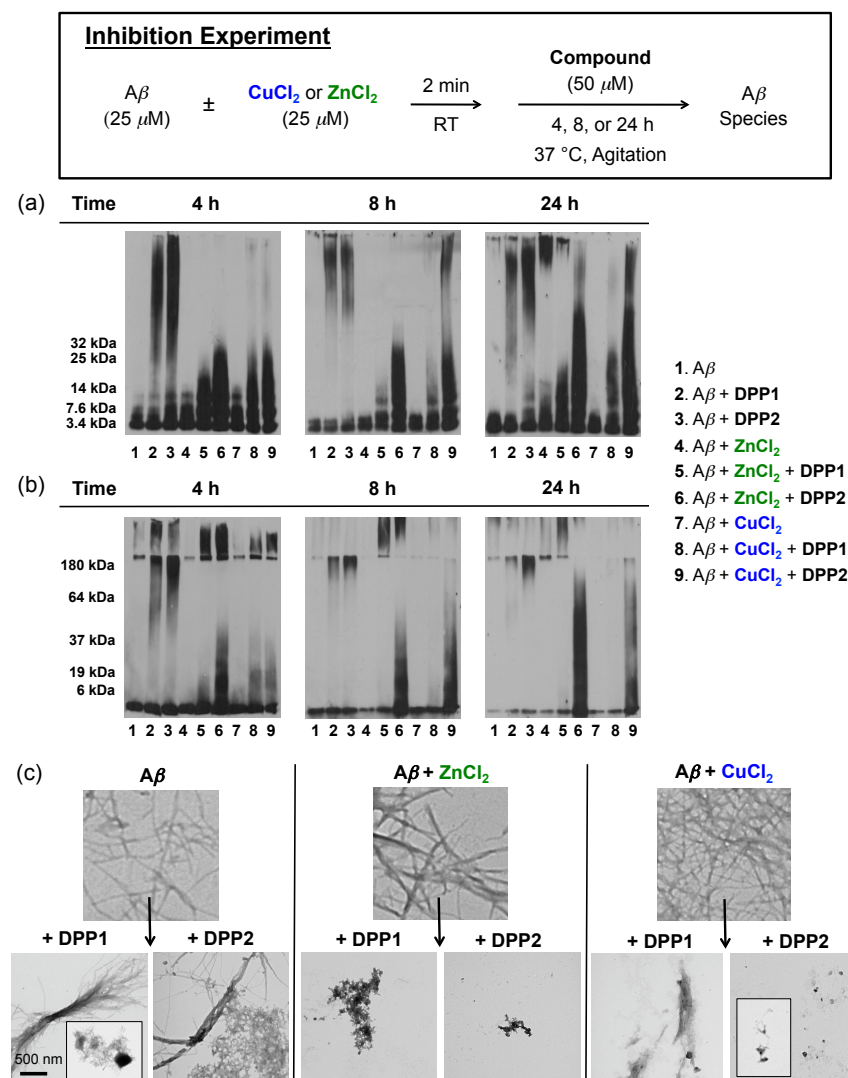 Inhibition Experiment
Aβ
(25 μM)
±
CuCl₂ or ZnCl₂
(25 μM)
2 min
RT
Compound
(50 μM)
4, 8, or 24 h
37 °C, Agitation
Aβ
Species
(a)
Time 4 h 8 h 24 h
32 kDa
25 kDa
14 kDa
7.6 kDa
3.4 kDa
1 2 3 4 5 6 7 8 9 1 2 3 4 5 6 7 8 9 1 2 3 4 5 6 7 8 9
1. Aβ
2. Aβ + DPP1
3. Aβ + DPP2
4. Aβ + ZnCl₂
5. Aβ + ZnCl₂ + DPP1
6. Aβ + ZnCl₂ + DPP2
7. Aβ + CuCl₂
8. Aβ + CuCl₂ + DPP1
9. Aβ + CuCl₂ + DPP2
(b)
Time 4 h 8 h 24 h
180 kDa
64 kDa
37 kDa
19 kDa
6 kDa
1 2 3 4 5 6 7 8 9 1 2 3 4 5 6 7 8 9 1 2 3 4 5 6 7 8 9
(c)
Aβ Aβ + ZnCl₂ Aβ + CuCl₂
+ DPP1 + DPP2 + DPP1 + DPP2 + DPP1 + DPP2
500 nm